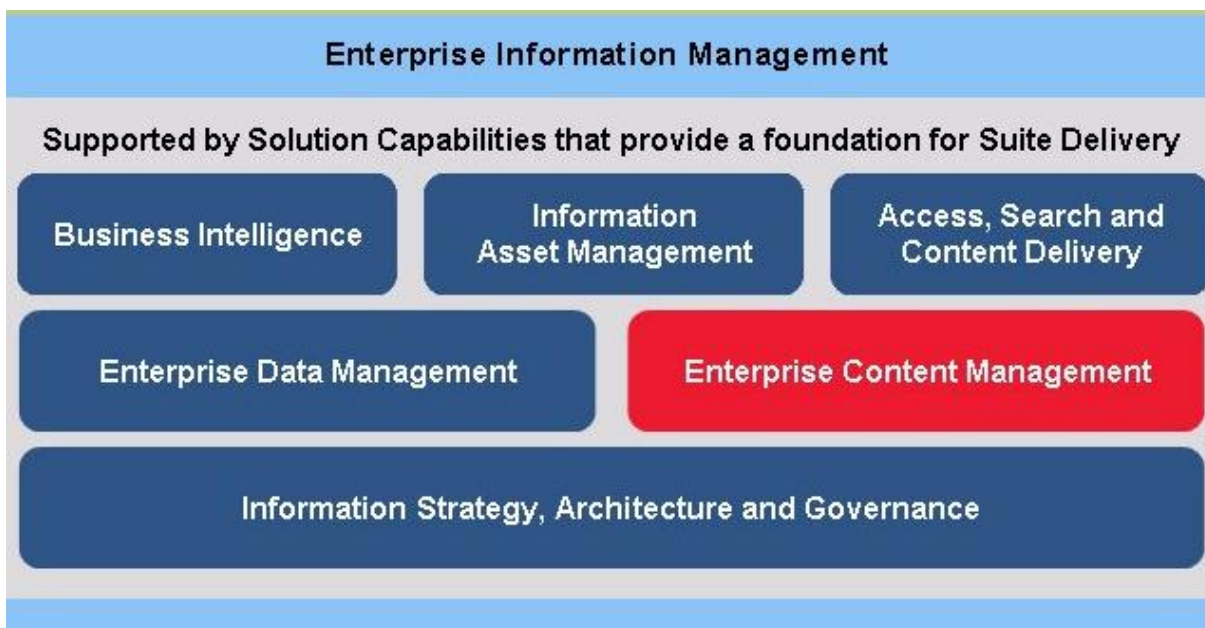 Enterprise Information Management
Supported by Solution Capabilities that provide a foundation for Suite Delivery
Business Intelligence
Information
Asset Management
Access, Search and
Content Delivery
Enterprise Data Management
Enterprise Content Management
Information Strategy, Architecture and Governance